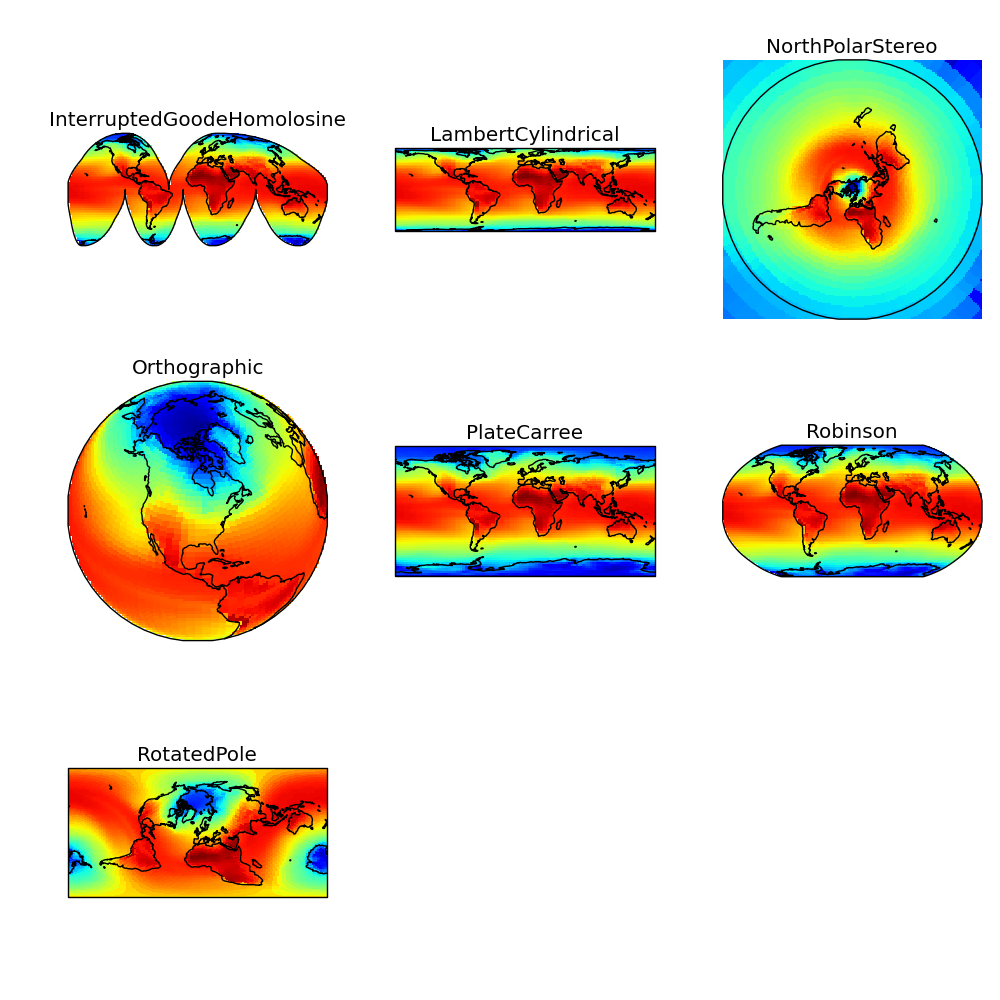 NorthPolarStereo
InterruptedGoodeHomolosine
LambertCylindrical
Orthographic
PlateCarree
Robinson
RotatedPole